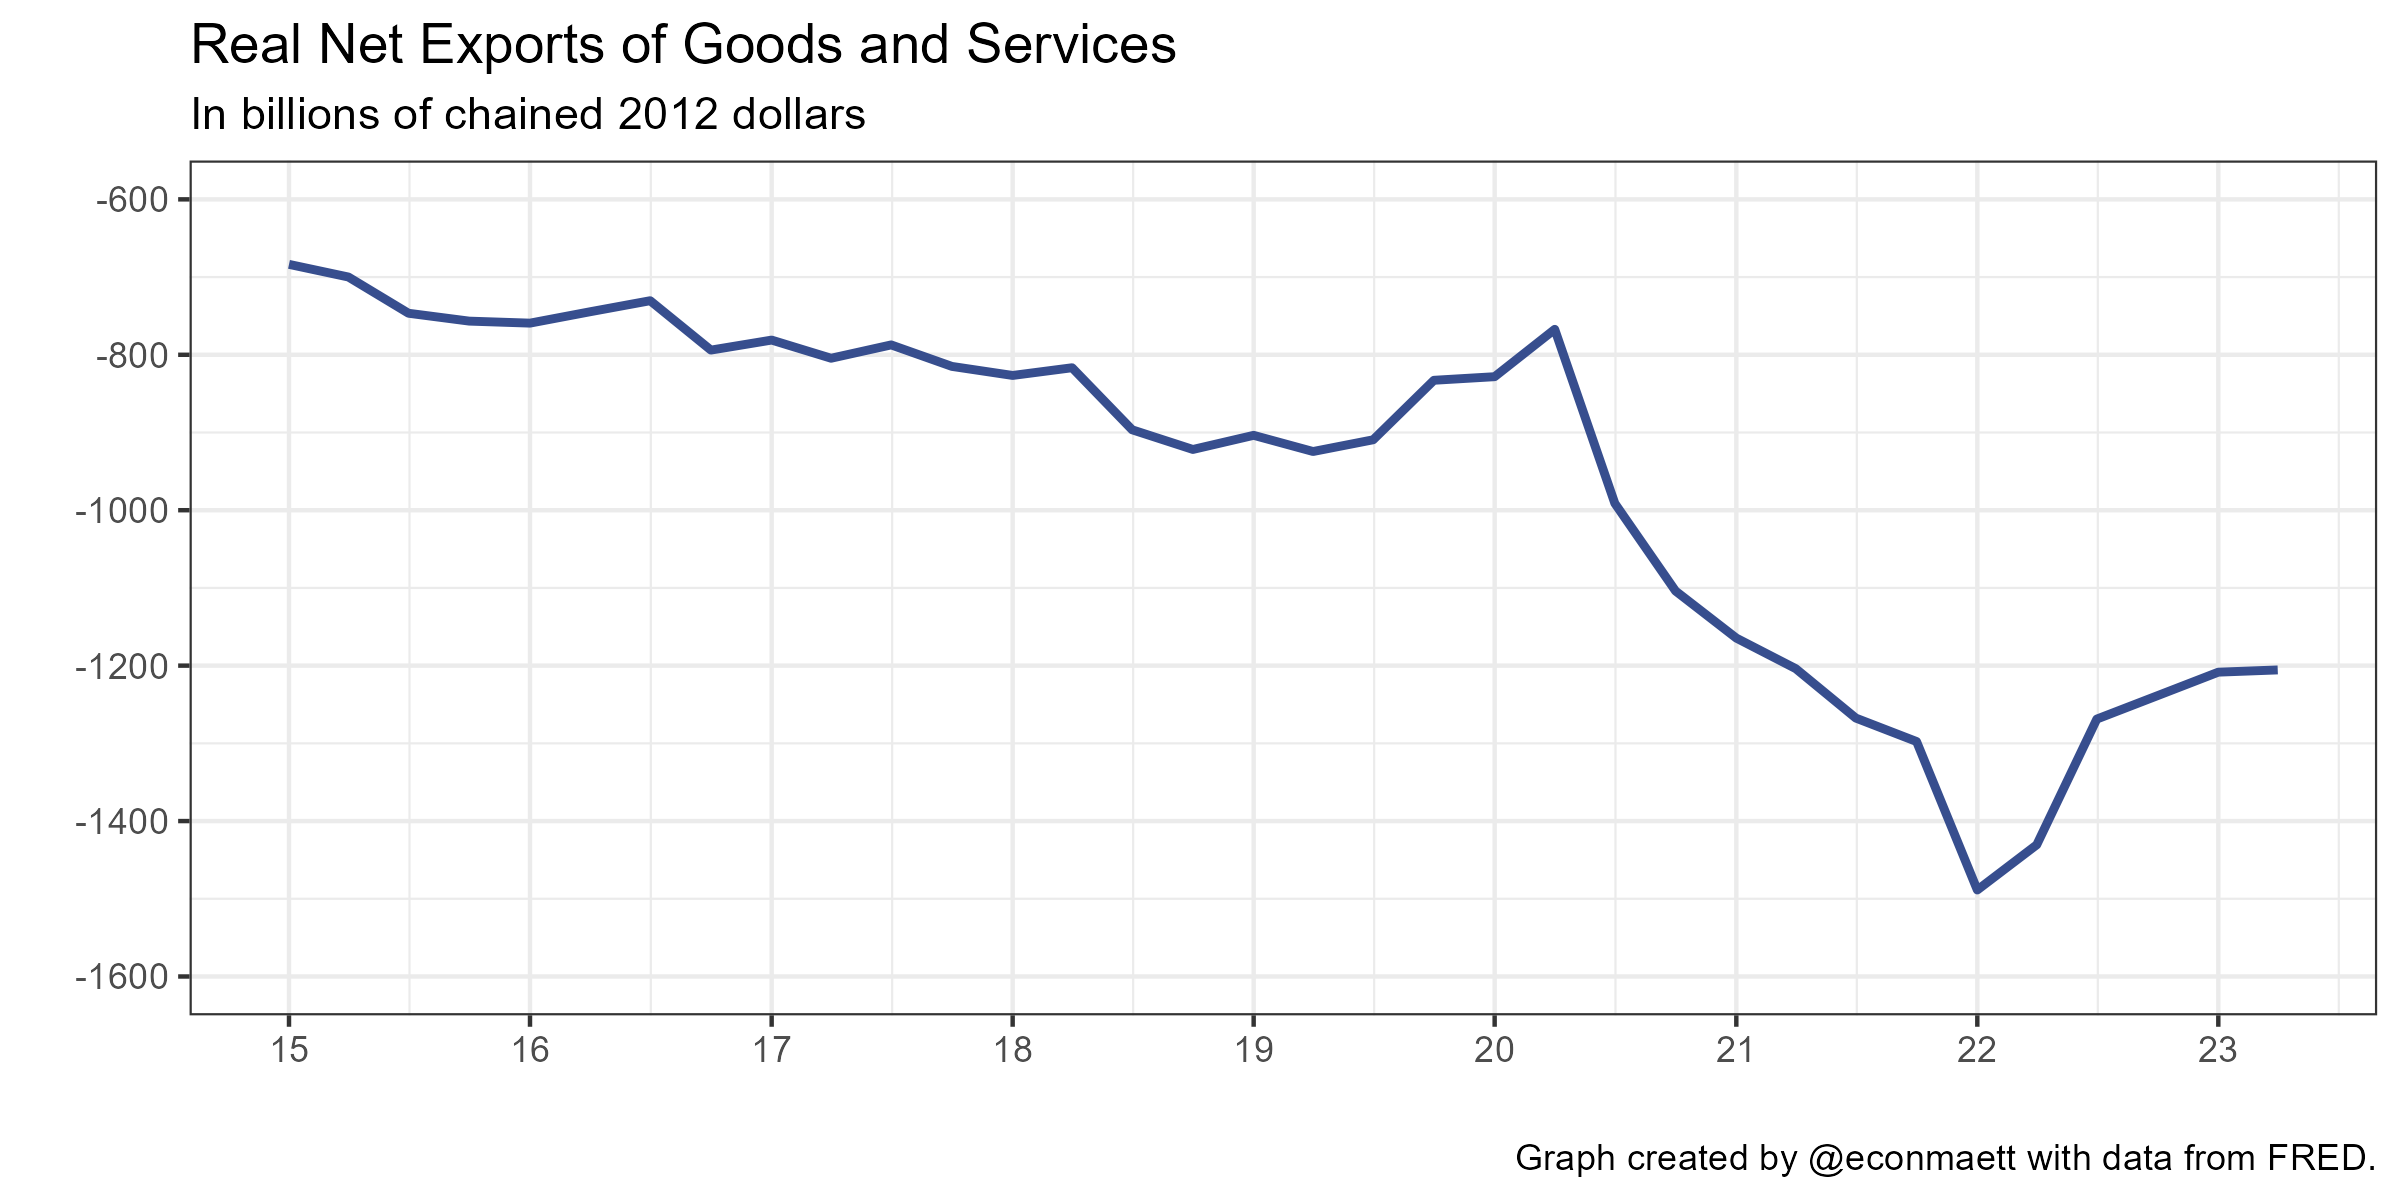 Real Net Exports of Goods and Services
In billions of chained 2012 dollars
-600
-800
-1000
-1200
-1400
-1600
15 16 17 18 19 20 21 22 23
Graph created by @econmaett with data from FRED.